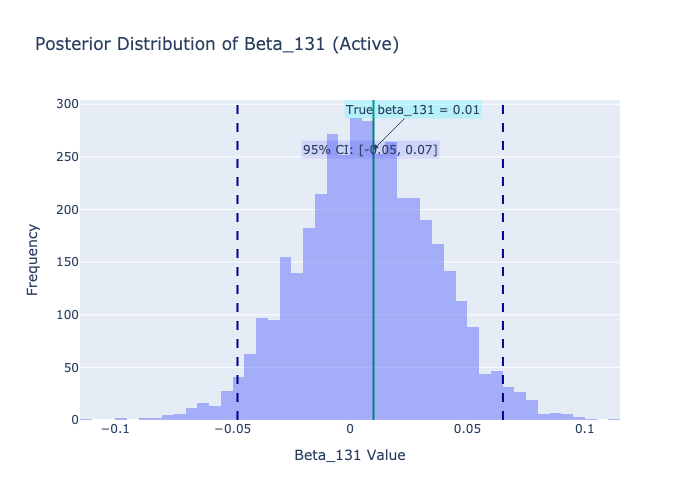 Posterior Distribution of Beta_131 (Active)
True beta_131 = 0.01
95% CI: [-0.05, 0.07]
300
250
200
150
100
50
0
Frequency
−0.1
−0.05
0
0.05
0.1
Beta_131 Value